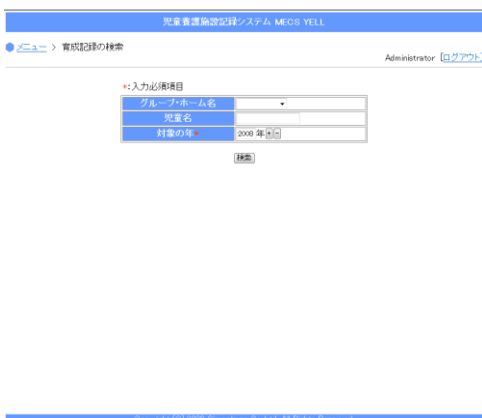 児童養護施設記録システム MECS YELL
メニュー > 育成記録の検索
Administrator [ログアウト]
*:入力必須項目
グループ・ホーム名
児童名
対象の年* 2008 年 + -
検索